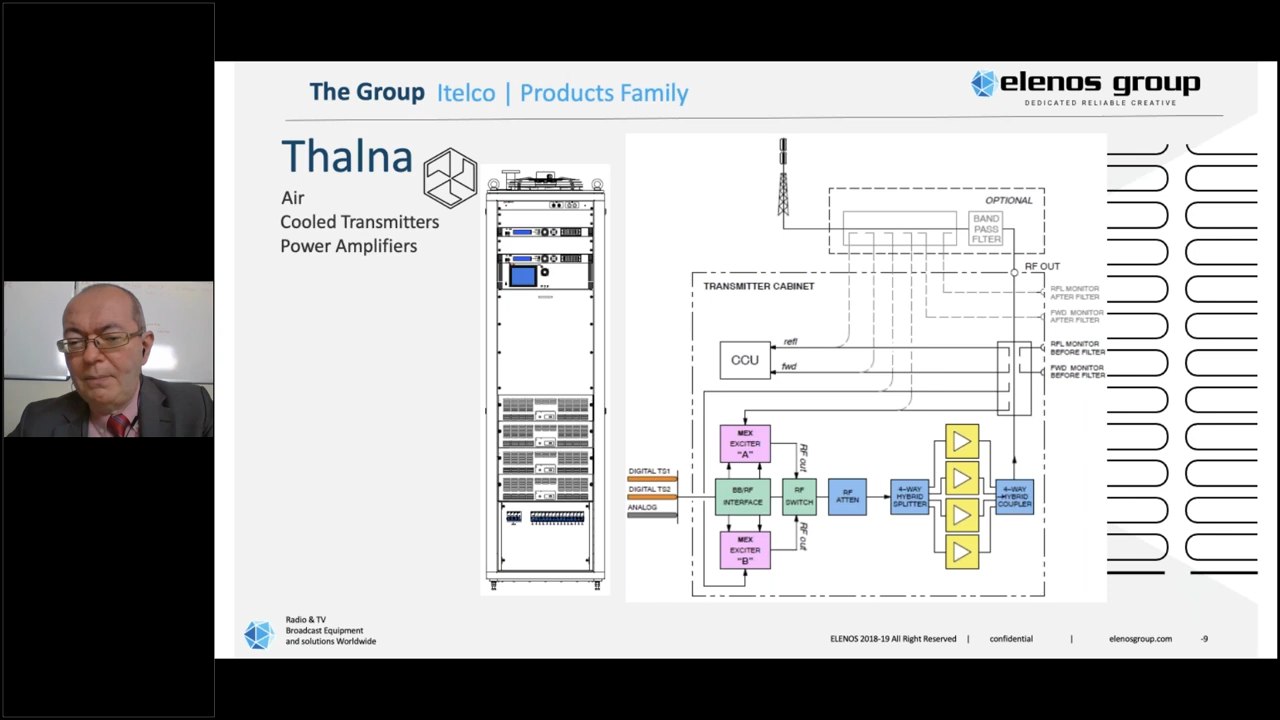 The Group Itelco | Products Family
elenos group
DEDICATED RELIABLE CREATIVE
Thalna
Air
Cooled Transmitters
Power Amplifiers
OPTIONAL
BAND
PASS
FILTER
RF OUT
TRANSMITTER CABINET
RFL MONITOR
AFTER FILTER
FWD MONITOR
AFTER FILTER
CCU
refl
fwd
RFL MONITOR
BEFORE FILTER
FWD MONITOR
BEFORE FILTER
MEX
EXCITER
"A"
RF out
DIGITAL TS1
DIGITAL TS2
ANALOG
BB/RF
INTERFACE
RF
SWITCH
RF
ATTEN
4-WAY
HYBRID
SPLITTER
4-WAY
HYBRID
COUPLER
MEX
EXCITER
"B"
RF out
Radio & TV
Broadcast Equipment
and solutions Worldwide
ELENOS 2018-19 All Right Reserved | confidential | elenosgroup.com -9